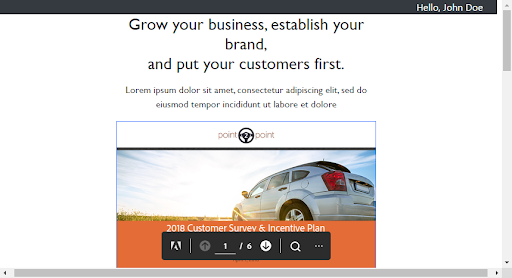 Hello, John Doe
Grow your business, establish your
brand,
and put your customers first.
Lorem ipsum dolor sit amet, consectetur adipiscing elit, sed do
eiusmod tempor incididunt ut labore et dolore
point 2 point
2018 Customer Survey & Incentive Plan
1 / 6